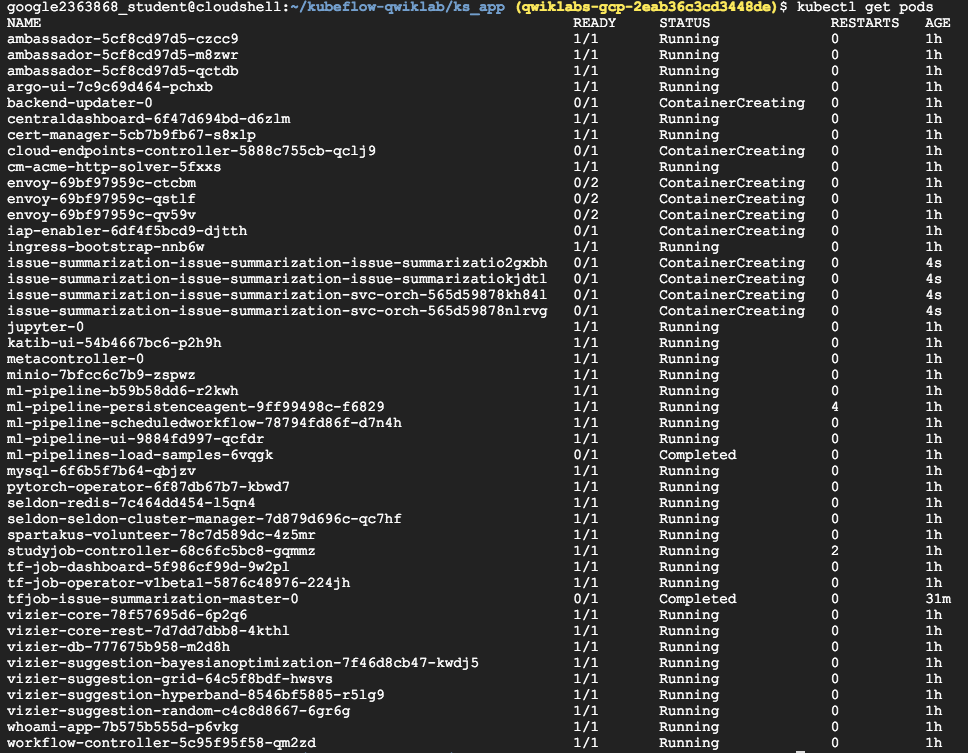 google2363868_student@cloudshell:~/kubeflow-qwiklab/ks_app (qwiklabs-gcp-2eab36c3cd3448de)$ kubectl get pods
NAME READY STATUS RESTARTS AGE
ambassador-5cf8cd97d5-czcc9 1/1 Running 0 1h
ambassador-5cf8cd97d5-m8zwr 1/1 Running 0 1h
ambassador-5cf8cd97d5-qctdb 1/1 Running 0 1h
argo-ui-7c9c69d464-pchxb 1/1 Running 0 1h
backend-updater-0 0/1 ContainerCreating 0 1h
centraldashboard-6f47d694bd-d6zlm 1/1 Running 0 1h
cert-manager-5cb7b9fb67-s8xlp 1/1 Running 0 1h
cloud-endpoints-controller-5888c755cb-qclj9 0/1 ContainerCreating 0 1h
cm-acme-http-solver-5fxxs 1/1 Running 0 1h
envoy-69bf97959c-ctcbm 0/2 ContainerCreating 0 1h
envoy-69bf97959c-qstlf 0/2 ContainerCreating 0 1h
envoy-69bf97959c-qv59v 0/2 ContainerCreating 0 1h
iap-enabler-6df4f5bcd9-djtth 0/1 ContainerCreating 0 1h
ingress-bootstrap-nnb6w 1/1 Running 0 1h
issue-summarization-issue-summarization-issue-summarizatio2gxbh 0/1 ContainerCreating 0 4s
issue-summarization-issue-summarization-issue-summarizatiokjdtl 0/1 ContainerCreating 0 4s
issue-summarization-issue-summarization-svc-orch-565d59878kh84l 0/1 ContainerCreating 0 4s
issue-summarization-issue-summarization-svc-orch-565d59878nlrvg 0/1 ContainerCreating 0 4s
jupyter-0 1/1 Running 0 1h
katib-ui-54b4667bc6-p2h9h 1/1 Running 0 1h
metacontroller-0 1/1 Running 0 1h
minio-7bfcc6c7b9-zspwz 1/1 Running 0 1h
ml-pipeline-b59b58dd6-r2kwh 1/1 Running 0 1h
ml-pipeline-persistenceagent-9ff99498c-f6829 1/1 Running 4 1h
ml-pipeline-scheduledworkflow-78794fd86f-d7n4h 1/1 Running 0 1h
ml-pipeline-ui-9884fd997-qcfdr 1/1 Running 0 1h
ml-pipelines-load-samples-6vqgk 0/1 Completed 0 1h
mysql-6f6b5f7b64-qbjzv 1/1 Running 0 1h
pytorch-operator-6f87db67b7-kbwd7 1/1 Running 0 1h
seldon-redis-7c464dd454-l5qn4 1/1 Running 0 1h
seldon-seldon-cluster-manager-7d879d696c-qc7hf 1/1 Running 0 1h
spartakus-volunteer-78c7d589dc-4z5mr 1/1 Running 0 1h
studyjob-controller-68c6fc5bc8-gqmmz 1/1 Running 2 1h
tf-job-dashboard-5f986cf99d-9w2pl 1/1 Running 0 1h
tf-job-operator-v1beta1-5876c48976-224jh 1/1 Running 0 1h
tfjob-issue-summarization-master-0 0/1 Completed 0 31m
vizier-core-78f57695d6-6p2q6 1/1 Running 0 1h
vizier-core-rest-7d7dd7dbb8-4kthl 1/1 Running 0 1h
vizier-db-777675b958-m2d8h 1/1 Running 0 1h
vizier-suggestion-bayesianoptimization-7f46d8cb47-kwdj5 1/1 Running 0 1h
vizier-suggestion-grid-64c5f8bdf-hwsvs 1/1 Running 0 1h
vizier-suggestion-hyperband-8546bf5885-r5lg9 1/1 Running 0 1h
vizier-suggestion-random-c4c8d8667-6gr6g 1/1 Running 0 1h
whoami-app-7b575b555d-p6vkg 1/1 Running 0 1h
workflow-controller-5c95f95f58-qm2zd 1/1 Running 0 1h